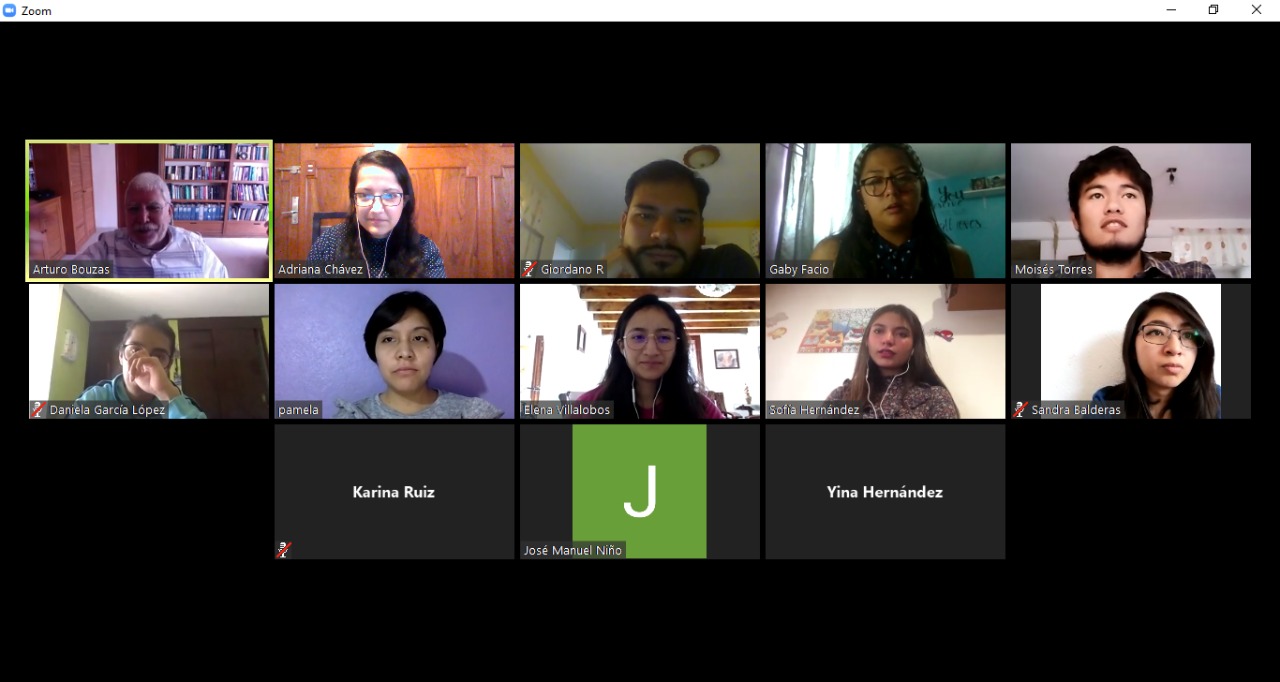 Zoom
Arturo Bouzas
Adriana Chávez
Giordano R
Gaby Facio
Moisés Torres
Daniela García López
pamela
Elena Villalobos
Sofía Hernández
Sandra Balderas
Karina Ruiz
J
José Manuel Niño
Yina Hernández